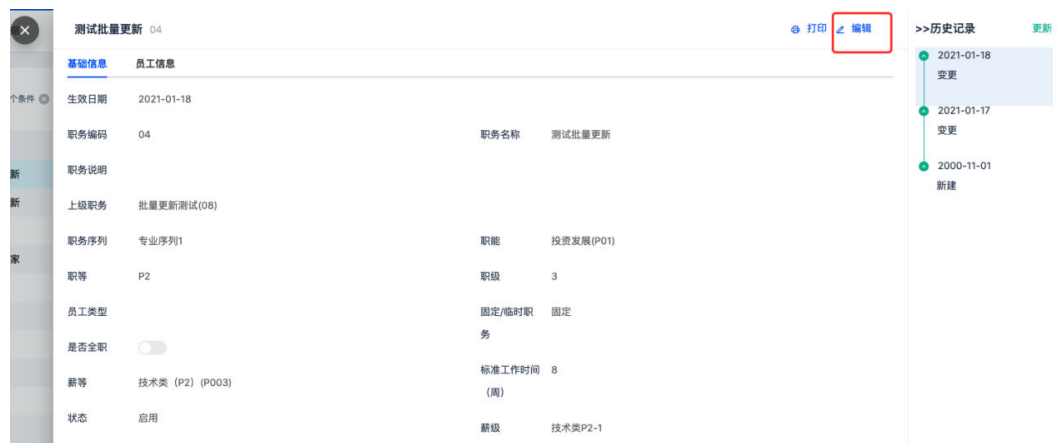 测试批量更新 04 打印 编辑
>>历史记录 更新
基础信息 员工信息
2021-01-18
变更
个条件
生效日期 2021-01-18
2021-01-17
变更
职务编码 04 职务名称 测试批量更新
新
职务说明
2000-11-01
新建
新
上级职务 批量更新测试(08)
职务序列 专业序列1 职能 投资发展(P01)
家
职等 P2 职级 3
员工类型 固定/临时职
务
固定
是否全职
标准工作时间
(周)
8
薪等 技术类（P2）(P003)
状态 启用
薪级 技术类P2-1